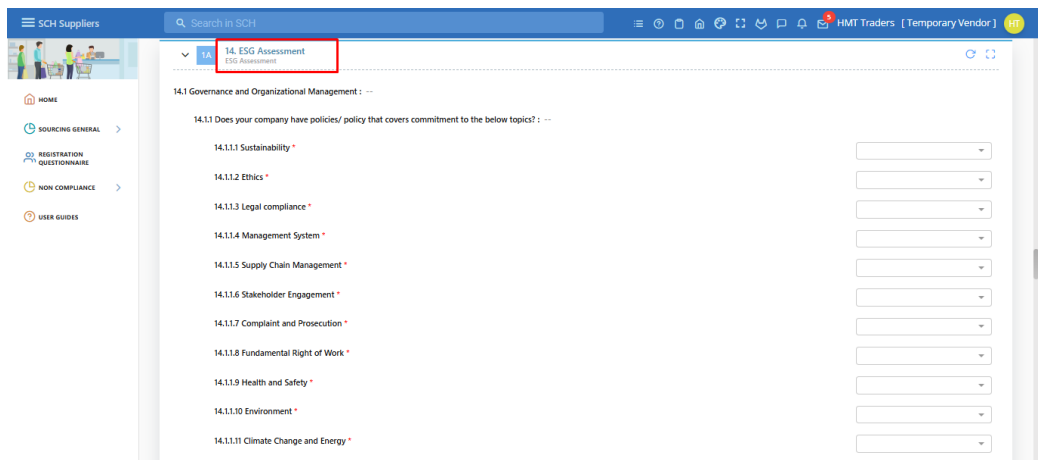 SCH Suppliers
Search in SCH
5
HMT Traders [ Temporary Vendor ]
HT
HOME
SOURCING GENERAL
REGISTRATION
QUESTIONNAIRE
NON COMPLIANCE
USER GUIDES
1A
14. ESG Assessment
ESG Assessment
14.1 Governance and Organizational Management : --
14.1.1 Does your company have policies/ policy that covers commitment to the below topics? : --
14.1.1.1 Sustainability *
14.1.1.2 Ethics *
14.1.1.3 Legal compliance *
14.1.1.4 Management System *
14.1.1.5 Supply Chain Management *
14.1.1.6 Stakeholder Engagement *
14.1.1.7 Complaint and Prosecution *
14.1.1.8 Fundamental Right of Work *
14.1.1.9 Health and Safety *
14.1.1.10 Environment *
14.1.1.11 Climate Change and Energy *